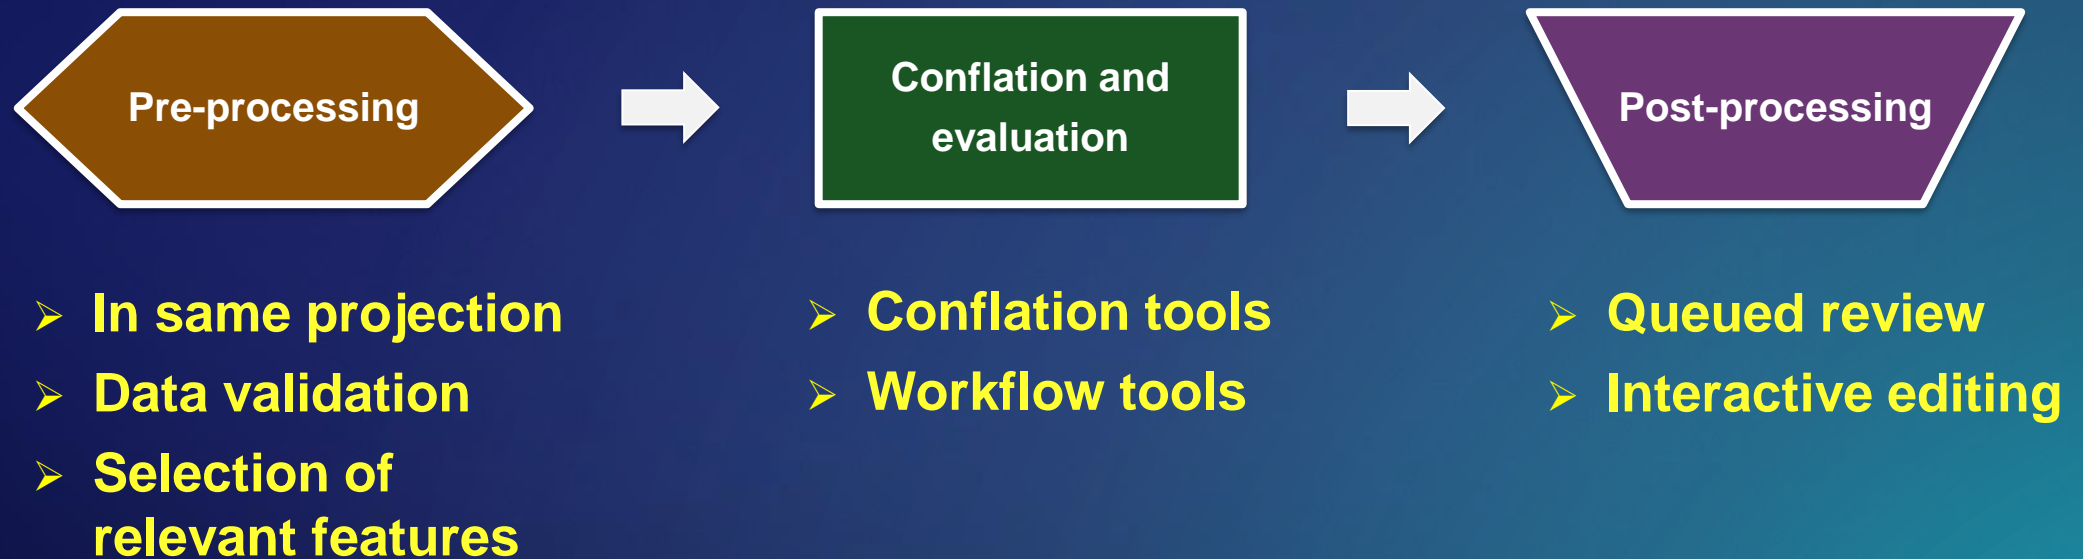 Pre-processing
Conflation and
evaluation
Post-processing
➢ In same projection
➢ Data validation
➢ Selection of
relevant features
➢ Conflation tools
➢ Workflow tools
➢ Queued review
➢ Interactive editing